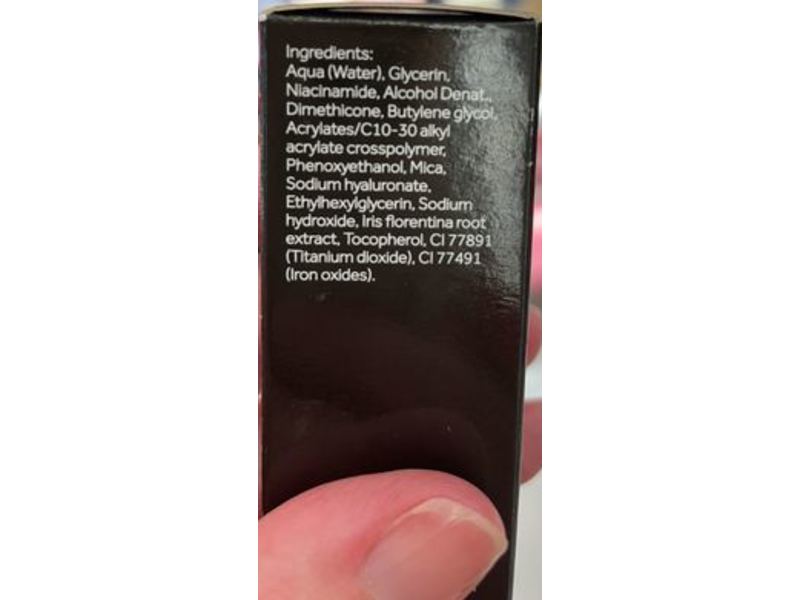 Ingredients:
Aqua (Water), Glycerin,
Niacinamide, Alcohol Denat.,
Dimethicone, Butylene glycol,
Acrylates/C10-30 alkyl
acrylate crosspolymer,
Phenoxyethanol, Mica,
Sodium hyaluronate,
Ethylhexylglycerin, Sodium
hydroxide, Iris florentina root
extract, Tocopherol, CI 77891
(Titanium dioxide), CI 77491
(Iron oxides).